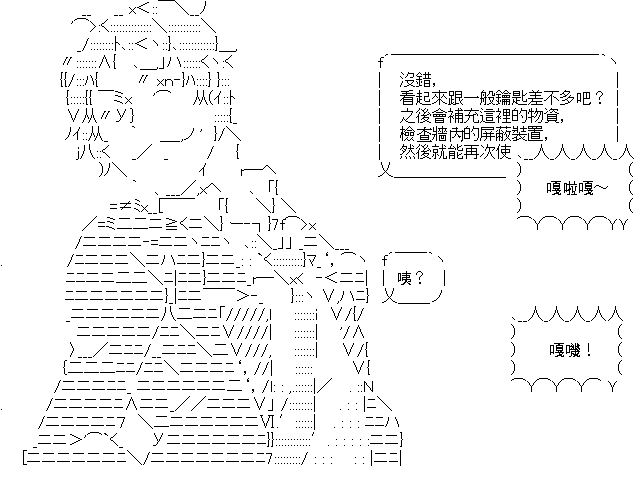 沒錯,
看起來跟一般鑰匙差不多吧？
之後會補充這裡的物資,
檢查牆內的屏蔽裝置,
然後就能再次使
嘎啦嘎～
咦？
嘎嘰！